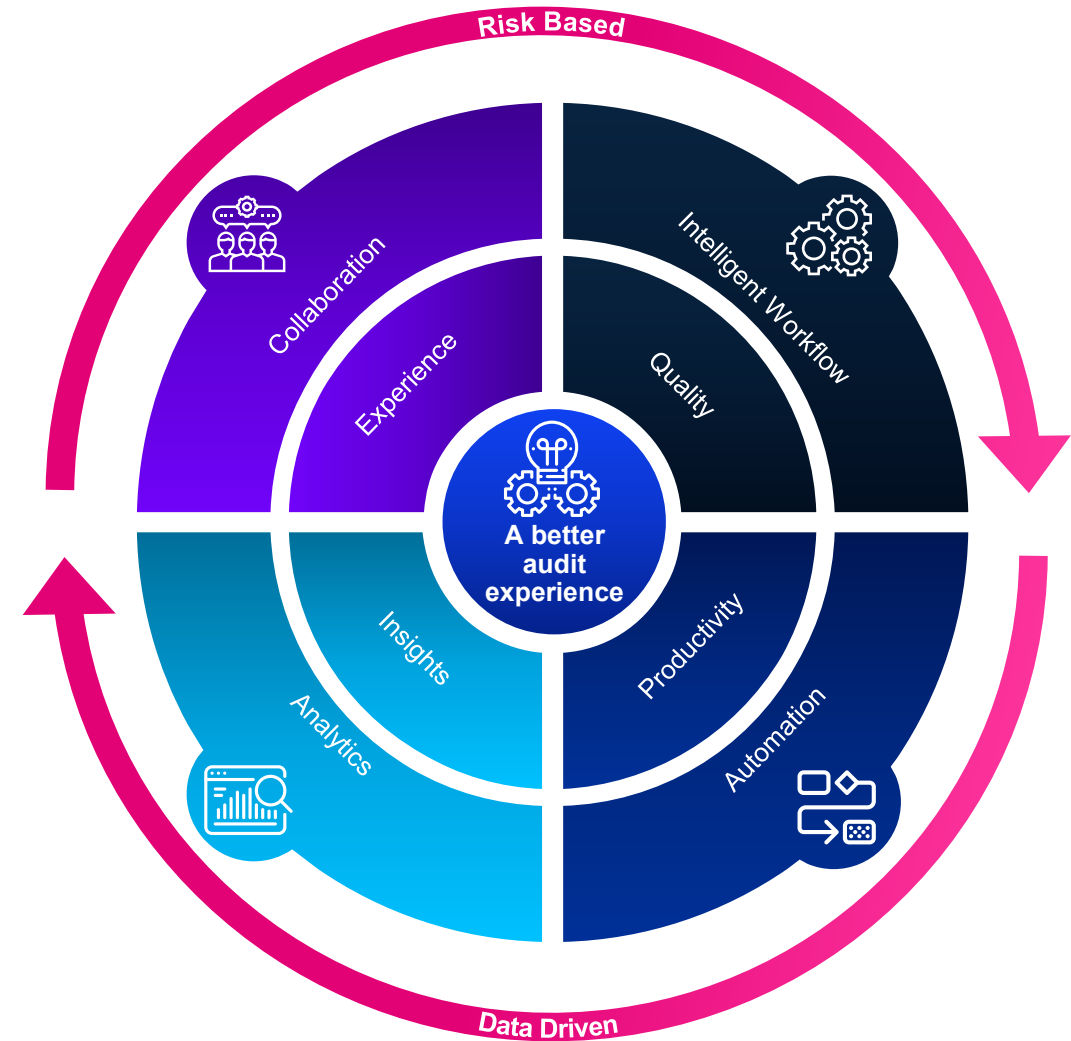 Risk Based
Collaboration
Intelligent Workflow
Experience
Quality
A better
audit
experience
Insights
Productivity
Analytics
Automation
Data Driven